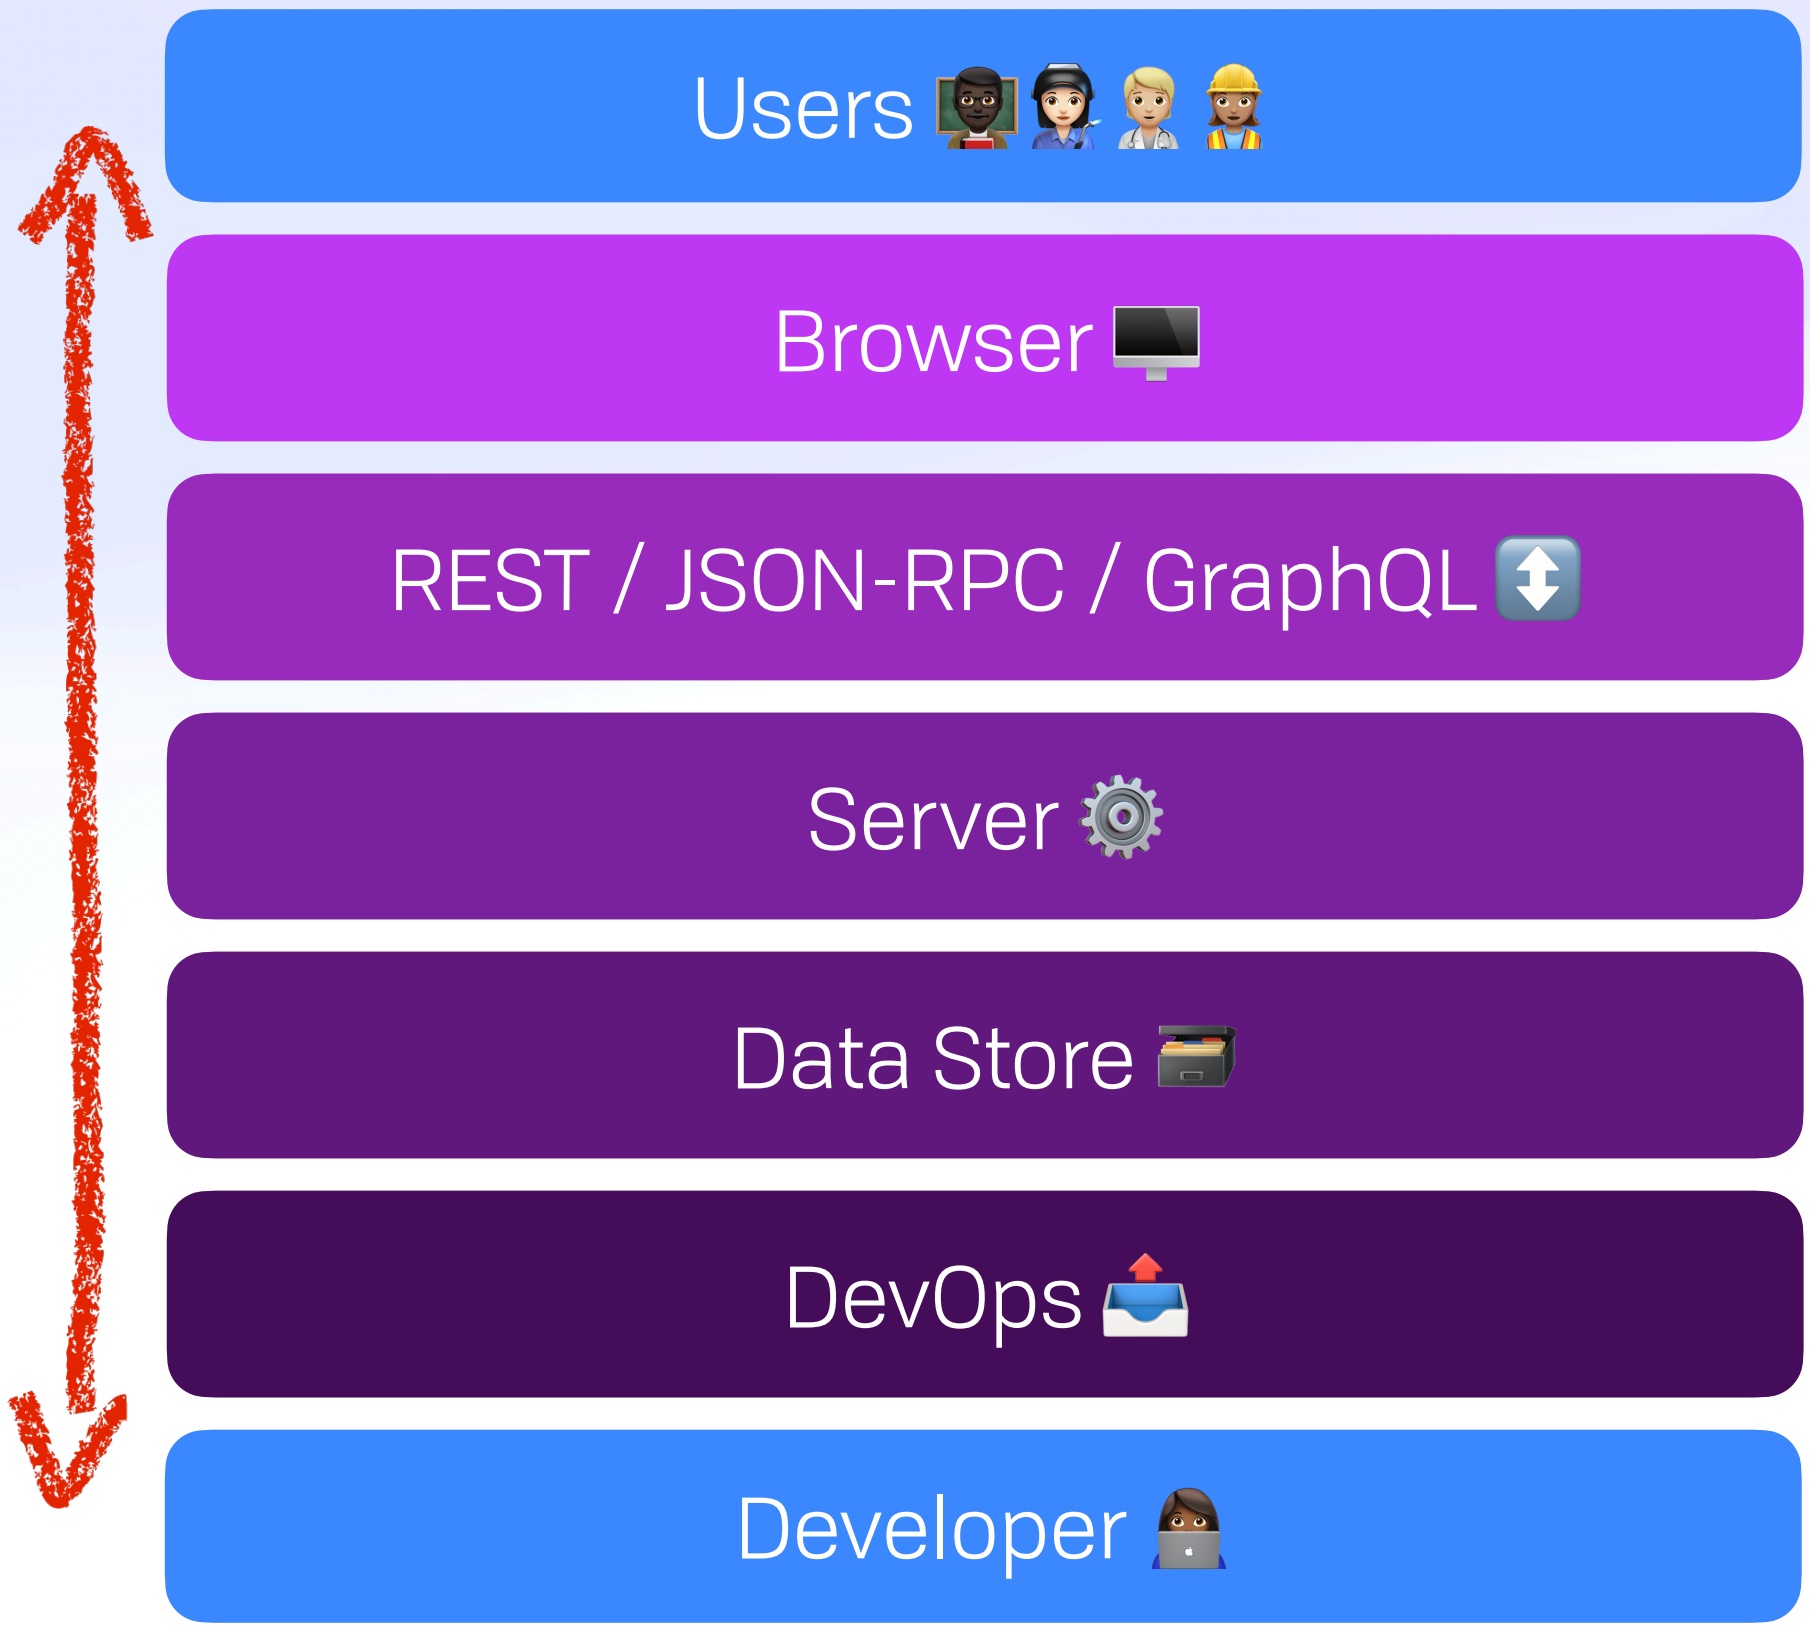 Users
Browser
REST / JSON-RPC / GraphQL
Server
Data Store
DevOps
Developer